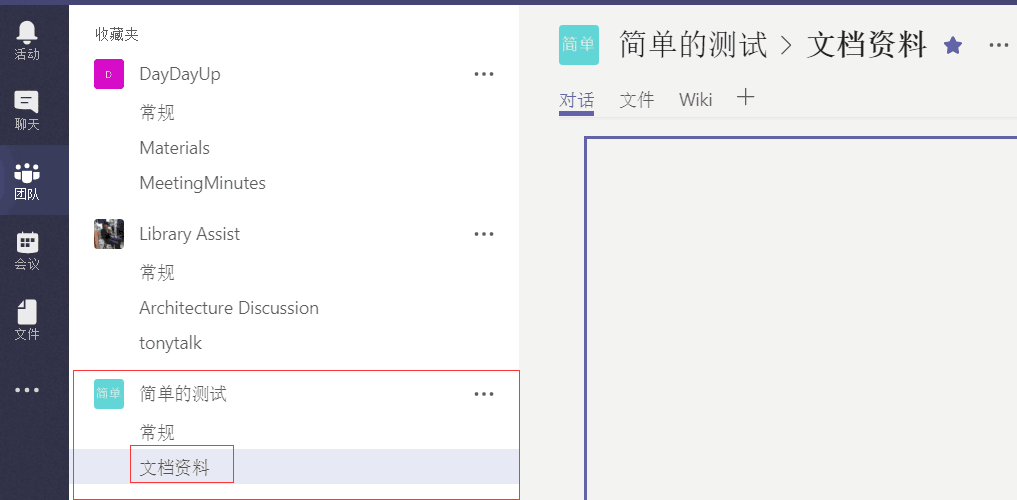 活动
聊天
团队
会议
文件
收藏夹
D DayDayUp
常规
Materials
MeetingMinutes
Library Assist
常规
Architecture Discussion
tonytalk
简单 简单的测试
常规
文档资料
简单 简单的测试 > 文档资料
对话 文件 Wiki